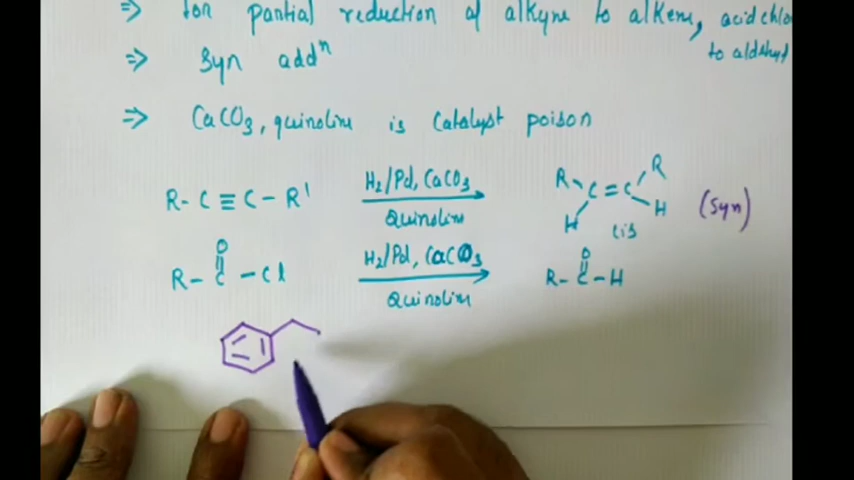 ⇒ for partial reduction of alkyne to alkene, acid chlo
to aldehyd
⇒ Syn addⁿ
⇒ CaCO₃, quinoline is catalyst poison
R- C ≡ C - R' H₂/Pd, CaCO₃ Quinoline R C = C R H H cis (Syn)
R- C - Cl O H₂/Pd, CaCO₃ Quinoline R- C - H O